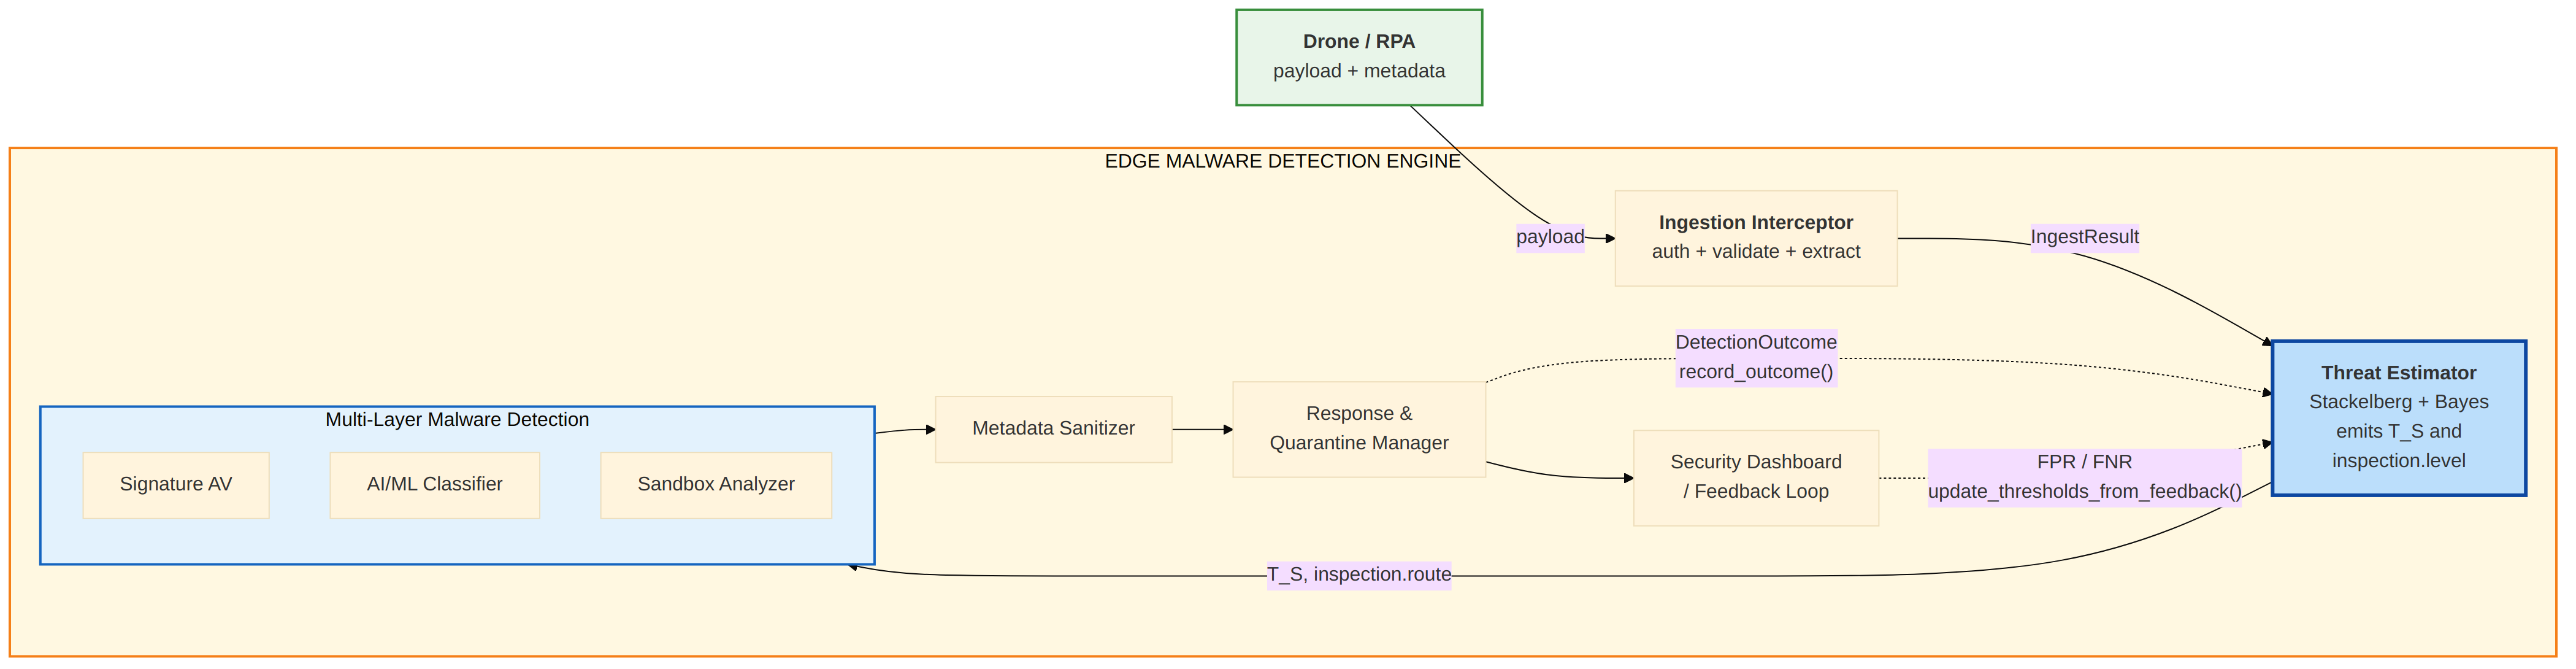 Drone / RPA
payload + metadata
EDGE MALWARE DETECTION ENGINE
payload
Ingestion Interceptor
auth + validate + extract
IngestResult
DetectionOutcome
record_outcome()
Threat Estimator
Stackelberg + Bayes
emits T_S and
inspection.level
Multi-Layer Malware Detection
Signature AV
AI/ML Classifier
Sandbox Analyzer
Metadata Sanitizer
Response &
Quarantine Manager
Security Dashboard
/ Feedback Loop
FPR / FNR
update_thresholds_from_feedback()
T_S, inspection.route